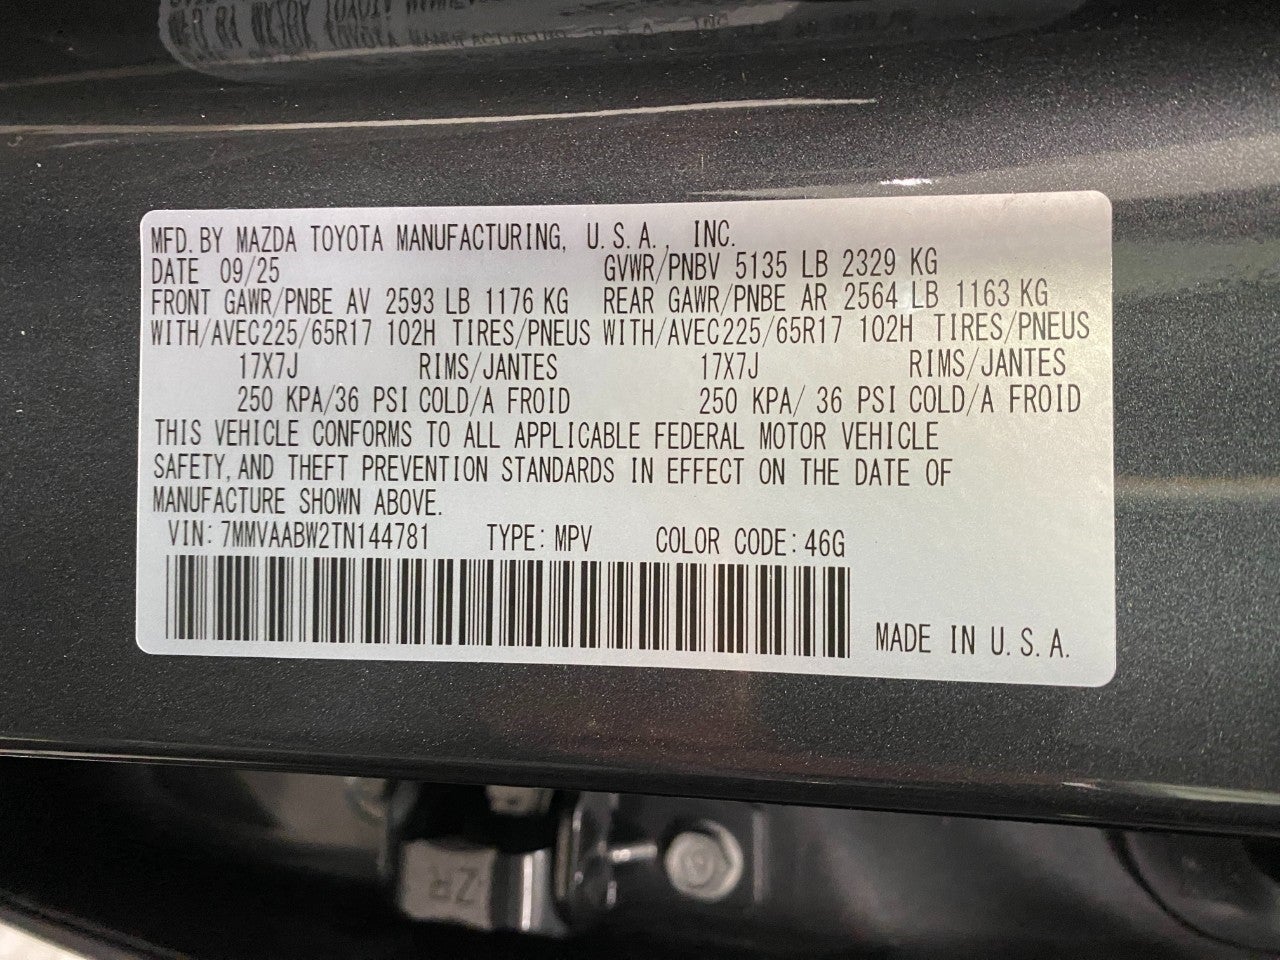 MFD. BY MAZDA TOYOTA MANUFACTURING, U.S.A., INC.
DATE 09/25 GVWR/PNBV 5135 LB 2329 KG
FRONT GAWR/PNBE AV 2593 LB 1176 KG REAR GAWR/PNBE AR 2564 LB 1163 KG
WITH/AVEC225/65R17 102H TIRES/PNEUS WITH/AVEC225/65R17 102H TIRES/PNEUS
17X7J RIMS/JANTES 17X7J RIMS/JANTES
250 KPA/36 PSI COLD/A FROID 250 KPA/ 36 PSI COLD/A FROID
THIS VEHICLE CONFORMS TO ALL APPLICABLE FEDERAL MOTOR VEHICLE
SAFETY, AND THEFT PREVENTION STANDARDS IN EFFECT ON THE DATE OF
MANUFACTURE SHOWN ABOVE.
VIN: 7MMVAABW2TN144781 TYPE: MPV COLOR CODE: 46G
MADE IN U.S.A.
ZR